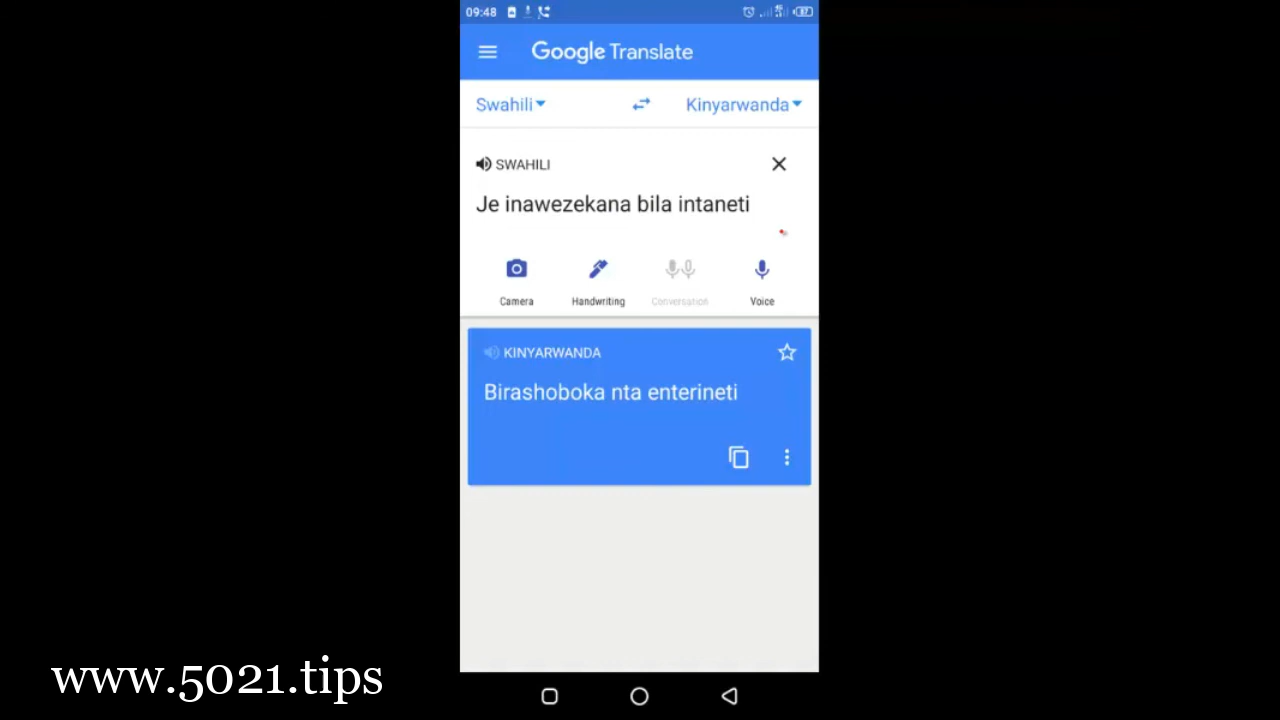 09:48
87
Google Translate
Swahili
Kinyarwanda
SWAHILI
Je inawezekana bila intaneti
Camera
Handwriting
Conversation
Voice
KINYARWANDA
Birashoboka nta enterineti
www.5021.tips